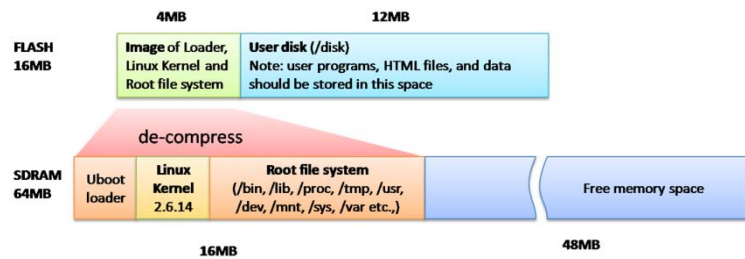 4MB
12MB
FLASH
16MB
Image of Loader,
Linux Kernel and
Root file system
User disk (/disk)
Note: user programs, HTML files, and data
should be stored in this space
de-compress
SDRAM
64MB
Uboot
loader
Linux
Kernel
2.6.14
Root file system
(/bin, /lib, /proc, /tmp, /usr,
/dev, /mnt, /sys, /var etc.,)
Free memory space
16MB
48MB